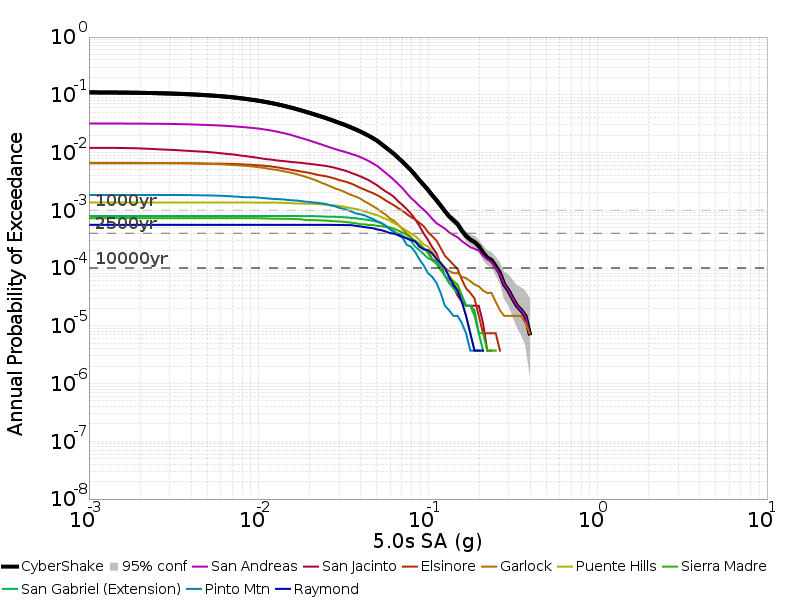 10^0
10^-1
10^-2
10^-3
10^-4
10^-5
10^-6
10^-7
10^-8
Annual Probability of Exceedance
1000yr
2500yr
10000yr
10^-3 10^-2 10^-1 10^0 10^1
5.0s SA (g)
CyberShake 95% conf San Andreas San Jacinto Elsinore Garlock Puente Hills Sierra Madre
San Gabriel (Extension) Pinto Mtn Raymond